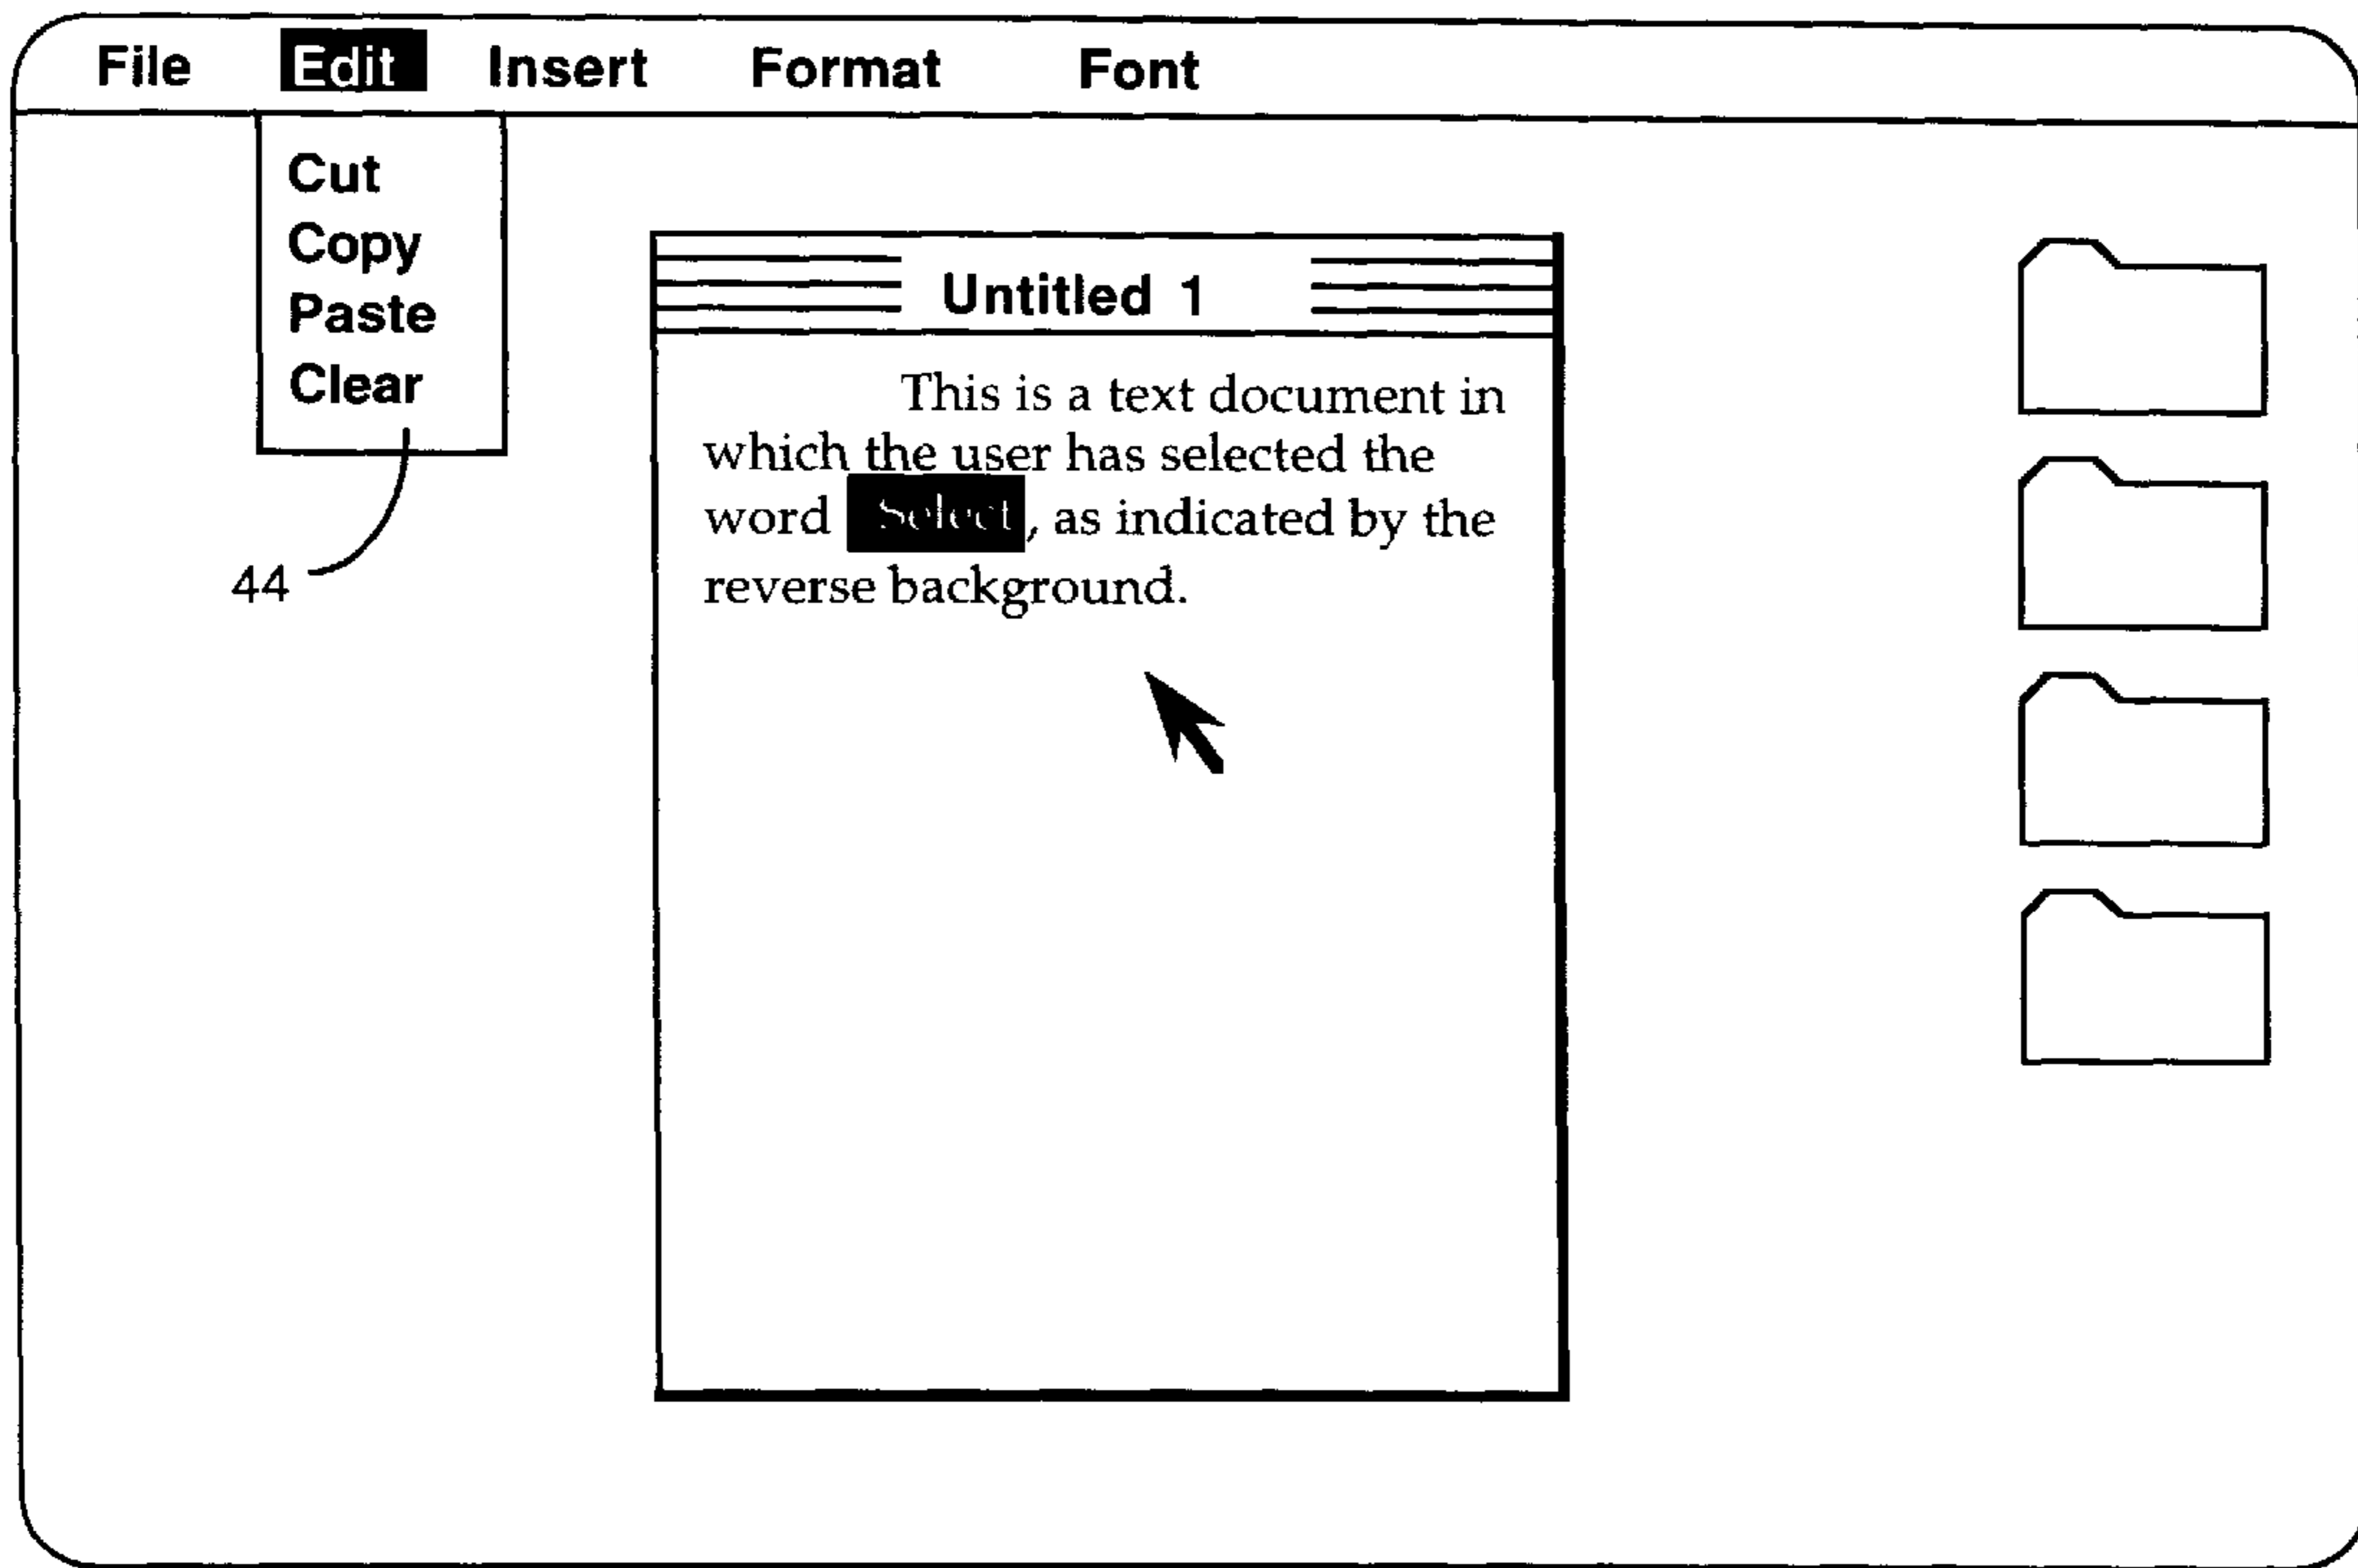 File Edit Insert Format Font
Cut
Copy
Paste
Clear
44
Untitled 1
This is a text document in
which the user has selected the
word Select, as indicated by the
reverse background.